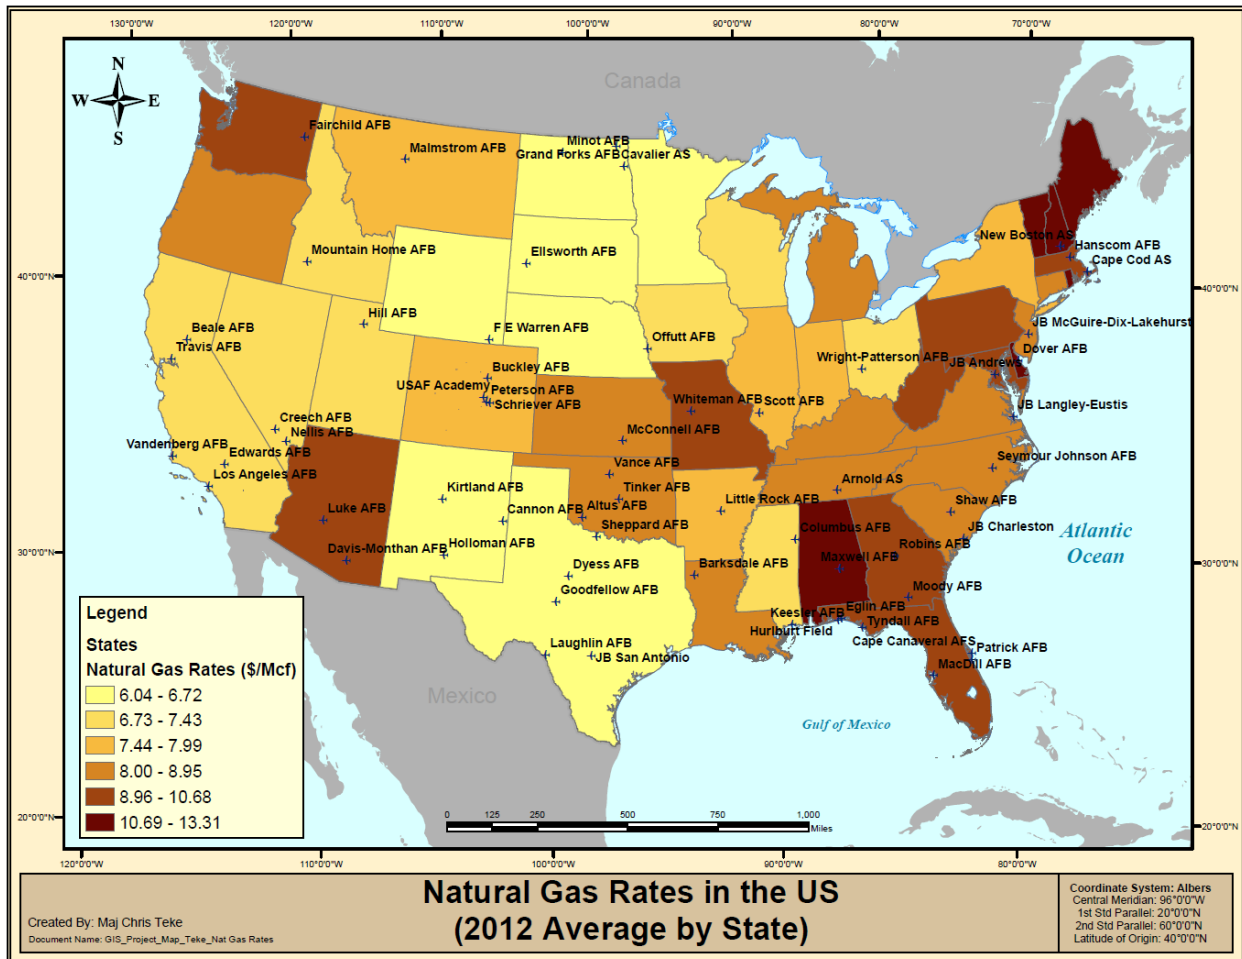 130°0'0"W
120°0'0"W
110°0'0"W
100°0'0"W
90°0'0"W
80°0'0"W
70°0'0"W
N
W E
S
Canada
Fairchild AFB
Malmstrom AFB
Minot AFB
Grand Forks AFB
Cavalier AS
New Boston AS
Hanscom AFB
Cape Cod AS
Mountain Home AFB
Ellsworth AFB
40°0'0"N
40°0'0"N
Hill AFB
F E Warren AFB
Offutt AFB
JB McGuire-Dix-Lakehurst
Beale AFB
Travis AFB
Wright-Patterson AFB
Dover AFB
JB Andrews
Buckley AFB
USAF Academy
Peterson AFB
Schriever AFB
Whiteman AFB
Scott AFB
JB Langley-Eustis
Creech AFB
Nellis AFB
McConnell AFB
Vandenberg AFB
Edwards AFB
Los Angeles AFB
Vance AFB
Seymour Johnson AFB
Kirtland AFB
Tinker AFB
Arnold AS
Luke AFB
Cannon AFB
Altus AFB
Little Rock AFB
Shaw AFB
Sheppard AFB
Columbus AFB
JB Charleston
Atlantic
Ocean
Davis-Monthan AFB
Holloman AFB
Robins AFB
30°0'0"N
30°0'0"N
Dyess AFB
Barksdale AFB
Maxwell AFB
Goodfellow AFB
Moody AFB
Keesler AFB
Eglin AFB
Hurlburt Field
Tyndall AFB
Laughlin AFB
JB San Antonio
Cape Canaveral AFS
Patrick AFB
MacDill AFB
Mexico
Gulf of Mexico
Legend
States
Natural Gas Rates ($/Mcf)
6.04 - 6.72
6.73 - 7.43
7.44 - 7.99
8.00 - 8.95
8.96 - 10.68
10.69 - 13.31
0 125 250 500 750 1,000
Miles
20°0'0"N
20°0'0"N
120°0'0"W
110°0'0"W
100°0'0"W
90°0'0"W
80°0'0"W
Natural Gas Rates in the US
(2012 Average by State)
Created By: Maj Chris Teke
Document Name: GIS_Project_Map_Teke_Nat Gas Rates
Coordinate System: Albers
Central Meridian: 96°0'0"W
1st Std Parallel: 20°0'0"N
2nd Std Parallel: 60°0'0"N
Latitude of Origin: 40°0'0"N